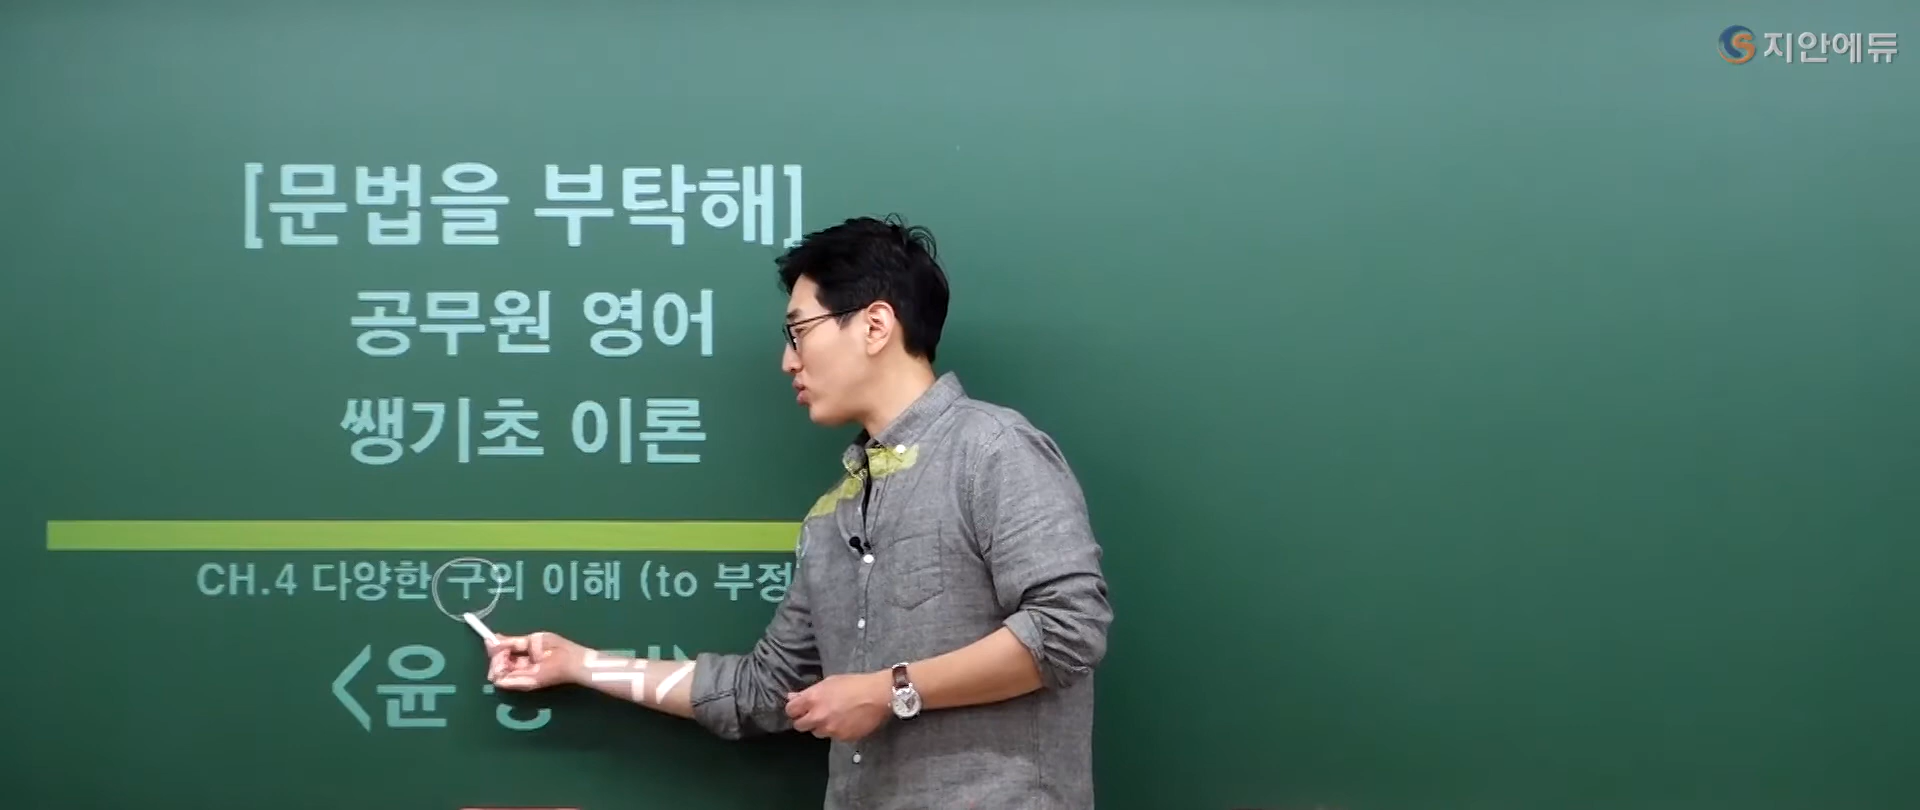 지안에듀
[문법을 부탁해]
공무원 영어
쌩기초 이론
CH.4 다양한 구의 이해 (to 부정
<윤